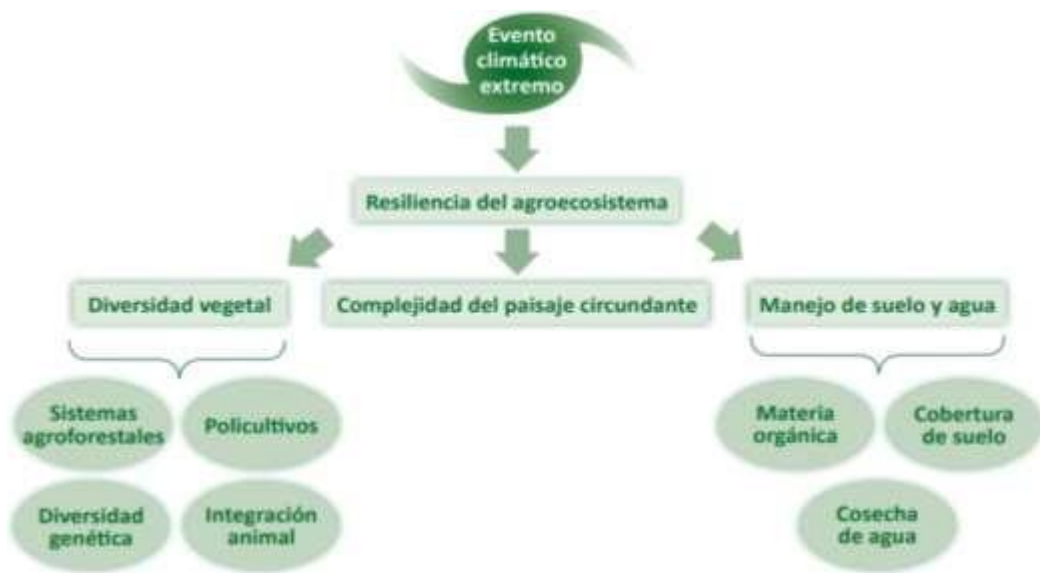 Evento
climático
extremo
Resiliencia del agroecosistema
Diversidad vegetal
Complejidad del paisaje circundante
Manejo de suelo y agua
Sistemas
agroforestales
Policultivos
Diversidad
genética
Integración
animal
Materia
orgánica
Cobertura
de suelo
Cosecha
de agua